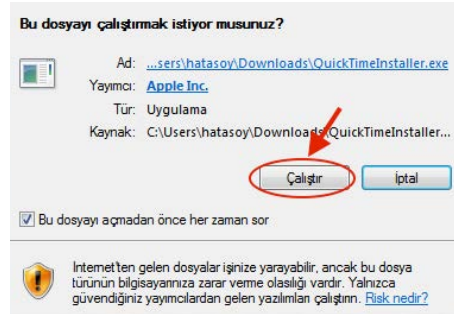 Bu dosyayı çalıştırmak istiyor musunuz?
Ad: ...sers\hatasoy\Downloads\QuickTimeInstaller.exe
Yayımcı: Apple Inc.
Tür: Uygulama
Kaynak: C:\Users\hatasoy\Downloads\QuickTimeInstaller...
Çalıştır İptal
Bu dosyayı açmadan önce her zaman sor
Internet'ten gelen dosyalar işinize yarayabilir, ancak bu dosya
türünün bilgisayarınıza zarar verme olasılığı vardır. Yalnızca
güvendiğiniz yayımcılardan gelen yazılımları çalıştırın. Risk nedir?